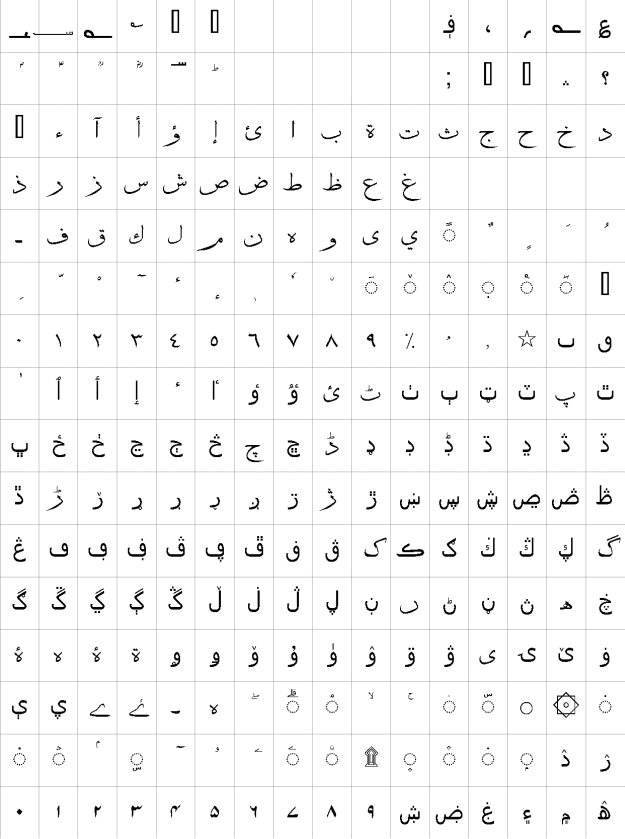 ؀ ؁ ؂ ؃ ؋ ، ؍ ؎ ؏
ؐ ؑ ؒ ؓ ؔ ؕ ؛ ؞ ؟
ء آ أ ؤ إ ئ ا ب ة ت ث ج ح خ د
ذ ر ز س ش ص ض ط ظ ع غ
ـ ف ق ك ل م ن ه و ى ي ً ٌ ٍ َ ُ
ِ ّ ْ ٓ ٔ ٕ ٖ ٗ ٘ ٙ ٚ ٛ ٜ ٝ ٞ
٠ ١ ٢ ٣ ٤ ٥ ٦ ٧ ٨ ٩ ٪ ٫ ٬ ٭ ٮ ٯ
ٰ ٱ ٲ ٳ ٴ ٵ ٶ ٷ ٸ ٹ ٺ ٻ ټ ٽ پ ٿ
ڀ ځ ڂ ڃ ڄ څ چ ڇ ڈ ډ ڊ ڋ ڌ ڍ ڎ ڏ
ڐ ڑ ڒ ړ ڔ ڕ ږ ڗ ژ ڙ ښ ڛ ڜ ڝ ڞ ڟ
ڠ ڡ ڢ ڣ ڤ ڥ ڦ ڧ ڨ ک ڪ ګ ڬ ڭ ڮ گ
ڰ ڱ ڲ ڳ ڴ ڵ ڶ ڷ ڸ ڹ ں ڻ ڼ ڽ ھ ڿ
ۀ ہ ۂ ۃ ۄ ۅ ۆ ۇ ۈ ۉ ۊ ۋ ی ۍ ێ ۏ
ې ۑ ے ۓ ۔ ە ۖ ۗ ۘ ۙ ۚ ۛ ۜ ۝ ۞ ۟
۠ ۡ ۢ ۣ ۤ ۥ ۦ ۧ ۨ ۩ ۪ ۫ ۬ ۭ ۮ ۯ
۰ ۱ ۲ ۳ ۴ ۵ ۶ ۷ ۸ ۹ ۺ ۻ ۼ ۽ ۾ ۿ